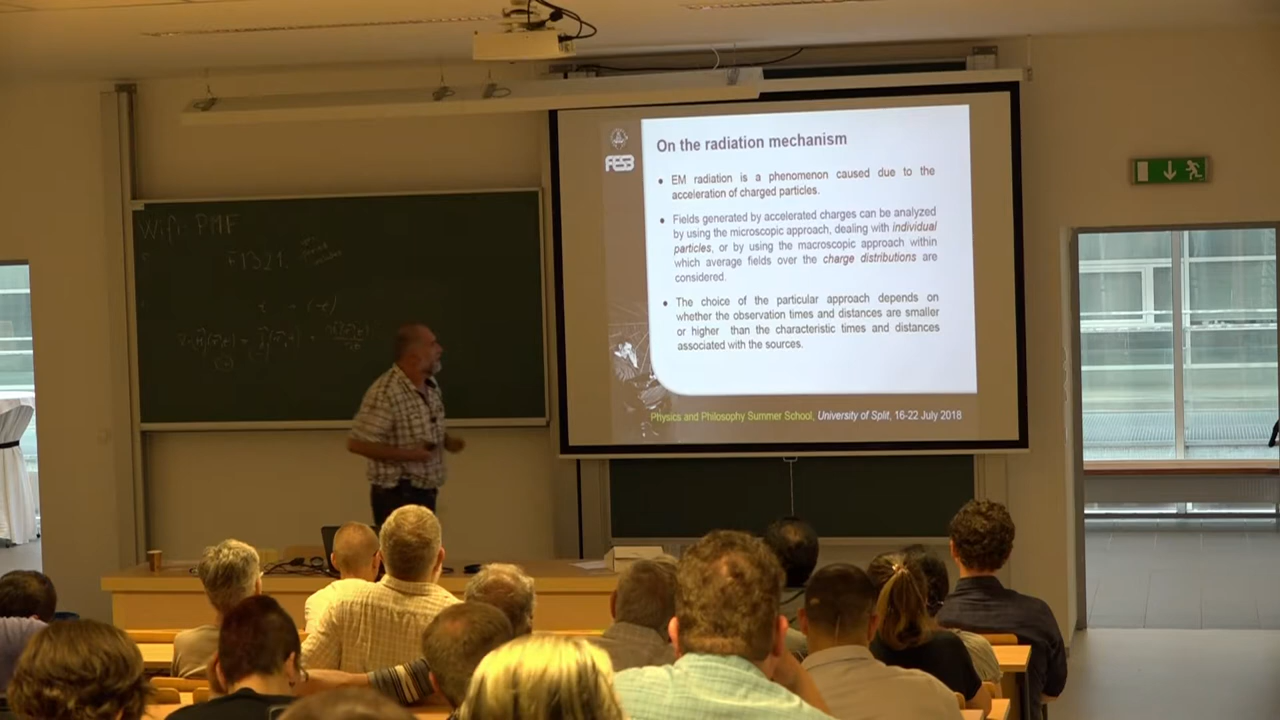 Wifi: PMF
On the radiation mechanism
FESB
• EM radiation is a phenomenon caused due to the
acceleration of charged particles.
• Fields generated by accelerated charges can be analyzed
by using the microscopic approach, dealing with individual
particles, or by using the macroscopic approach within
which average fields over the charge distributions are
considered.
• The choice of the particular approach depends on
whether the observation times and distances are smaller
or higher than the characteristic times and distances
associated with the sources.
Physics and Philosophy Summer School, University of Split, 16-22 July 2018